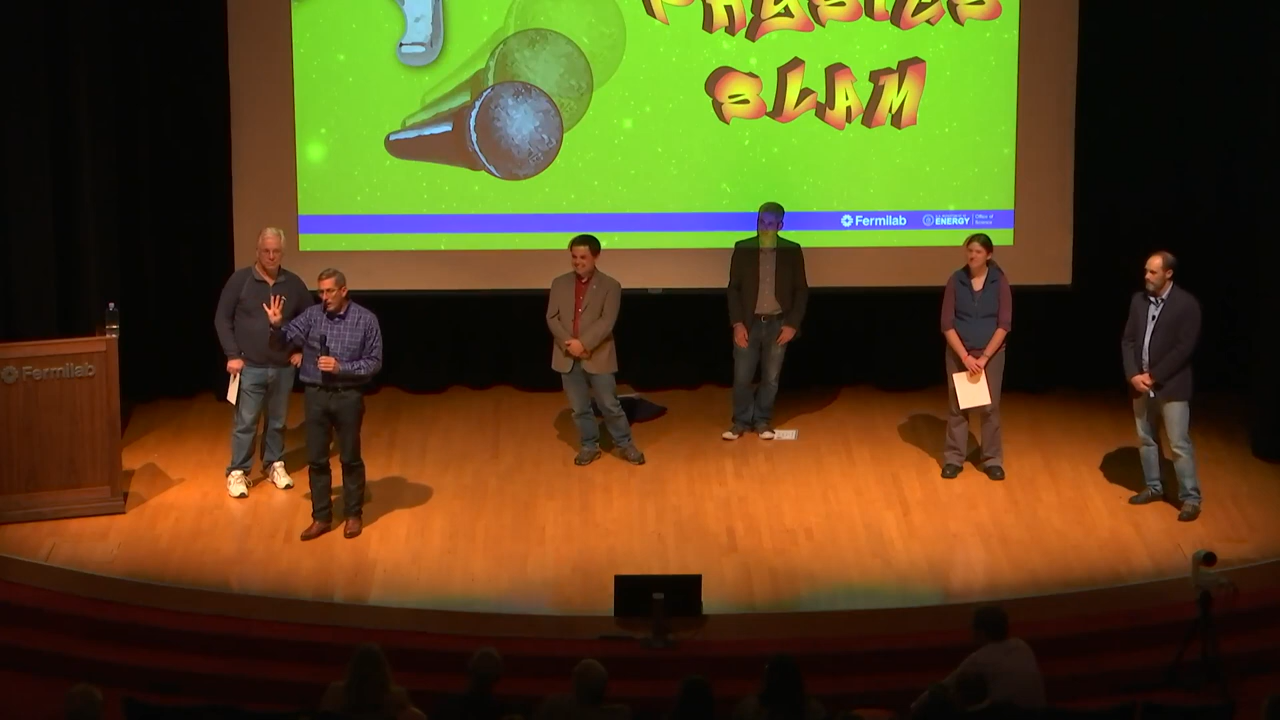 PHYSICS
SLAM
Fermilab
ENERGY
Office of
Science
Fermilab